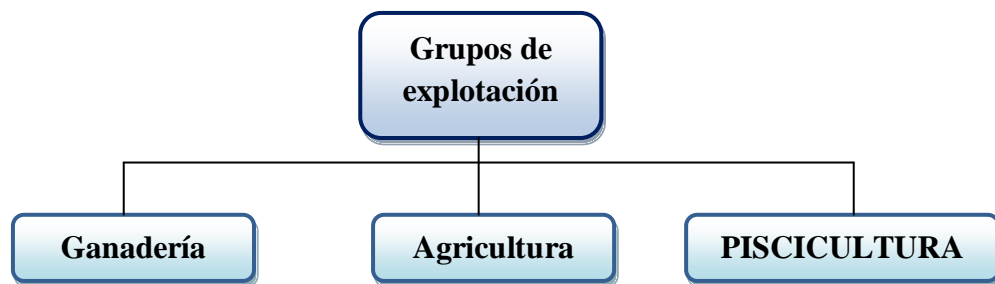 Grupos de
explotación
Ganadería
Agricultura
PISCICULTURA